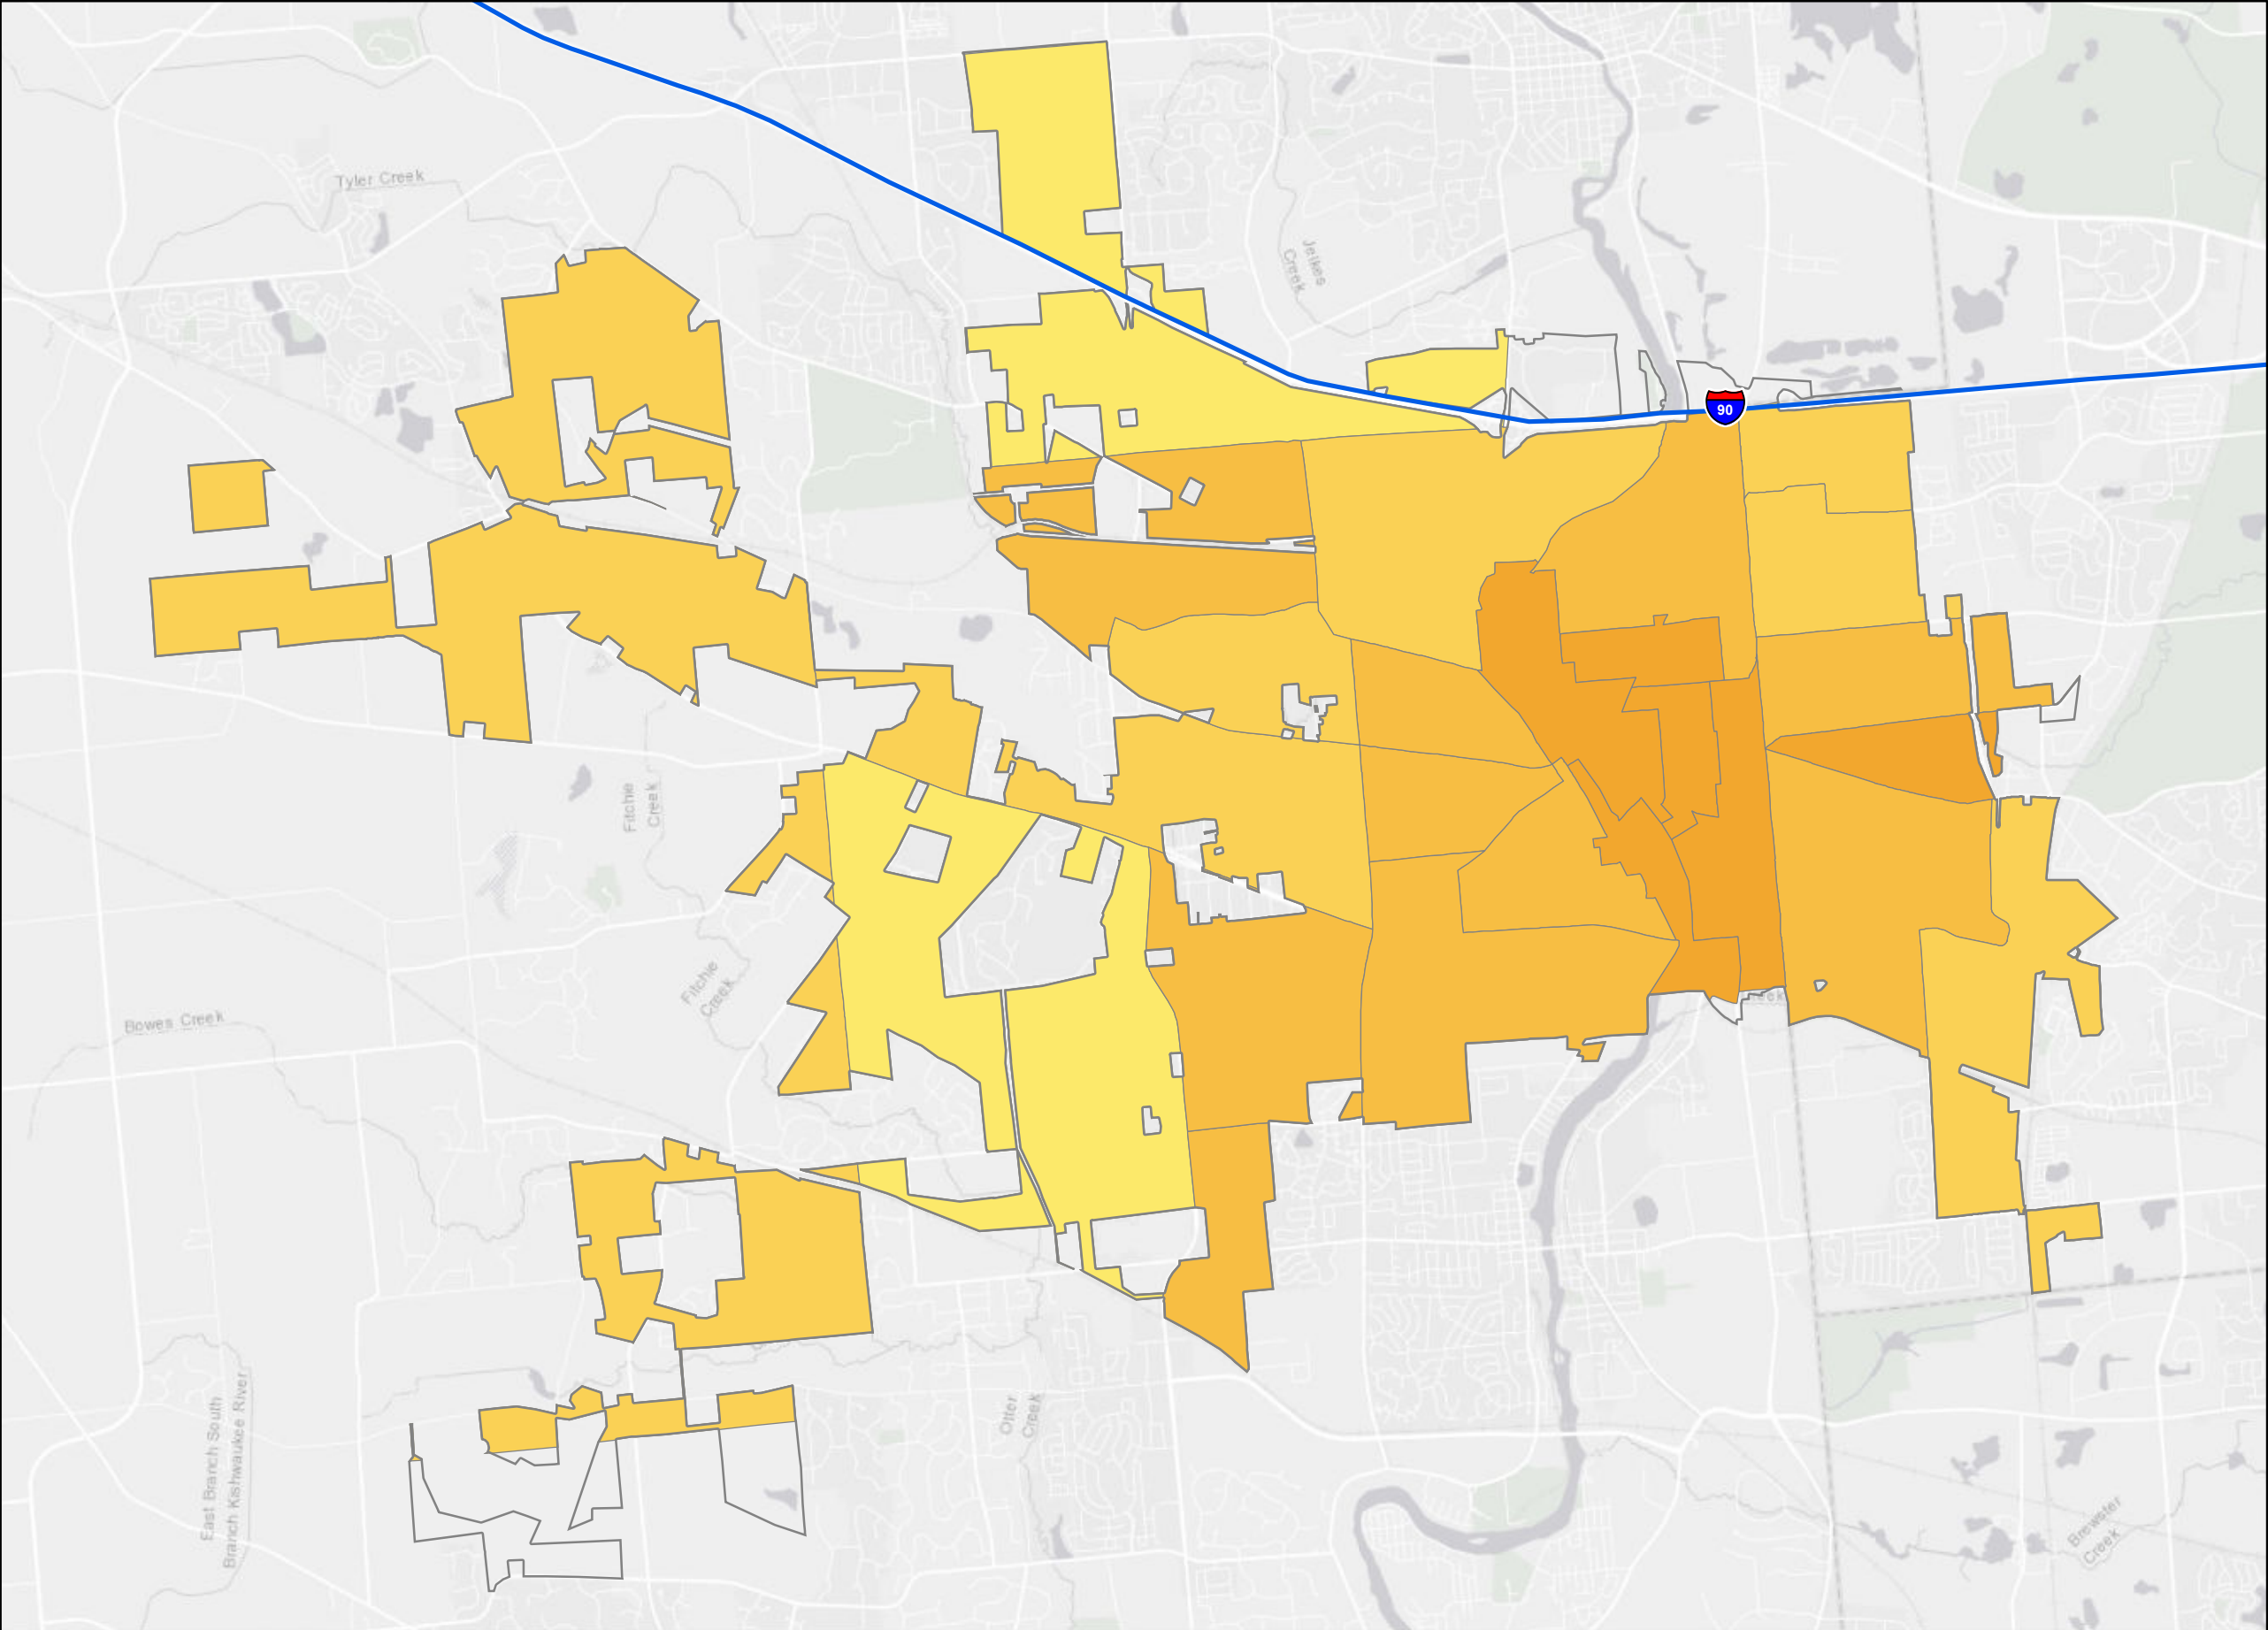 Tyler Creek
Jelkes
Creek
90
Fitchie
Creek
Fitchie
Creek
Bowes Creek
eek
Otter
Creek
East Branch South
Branch Kishwaukee River
Brewster
Creek